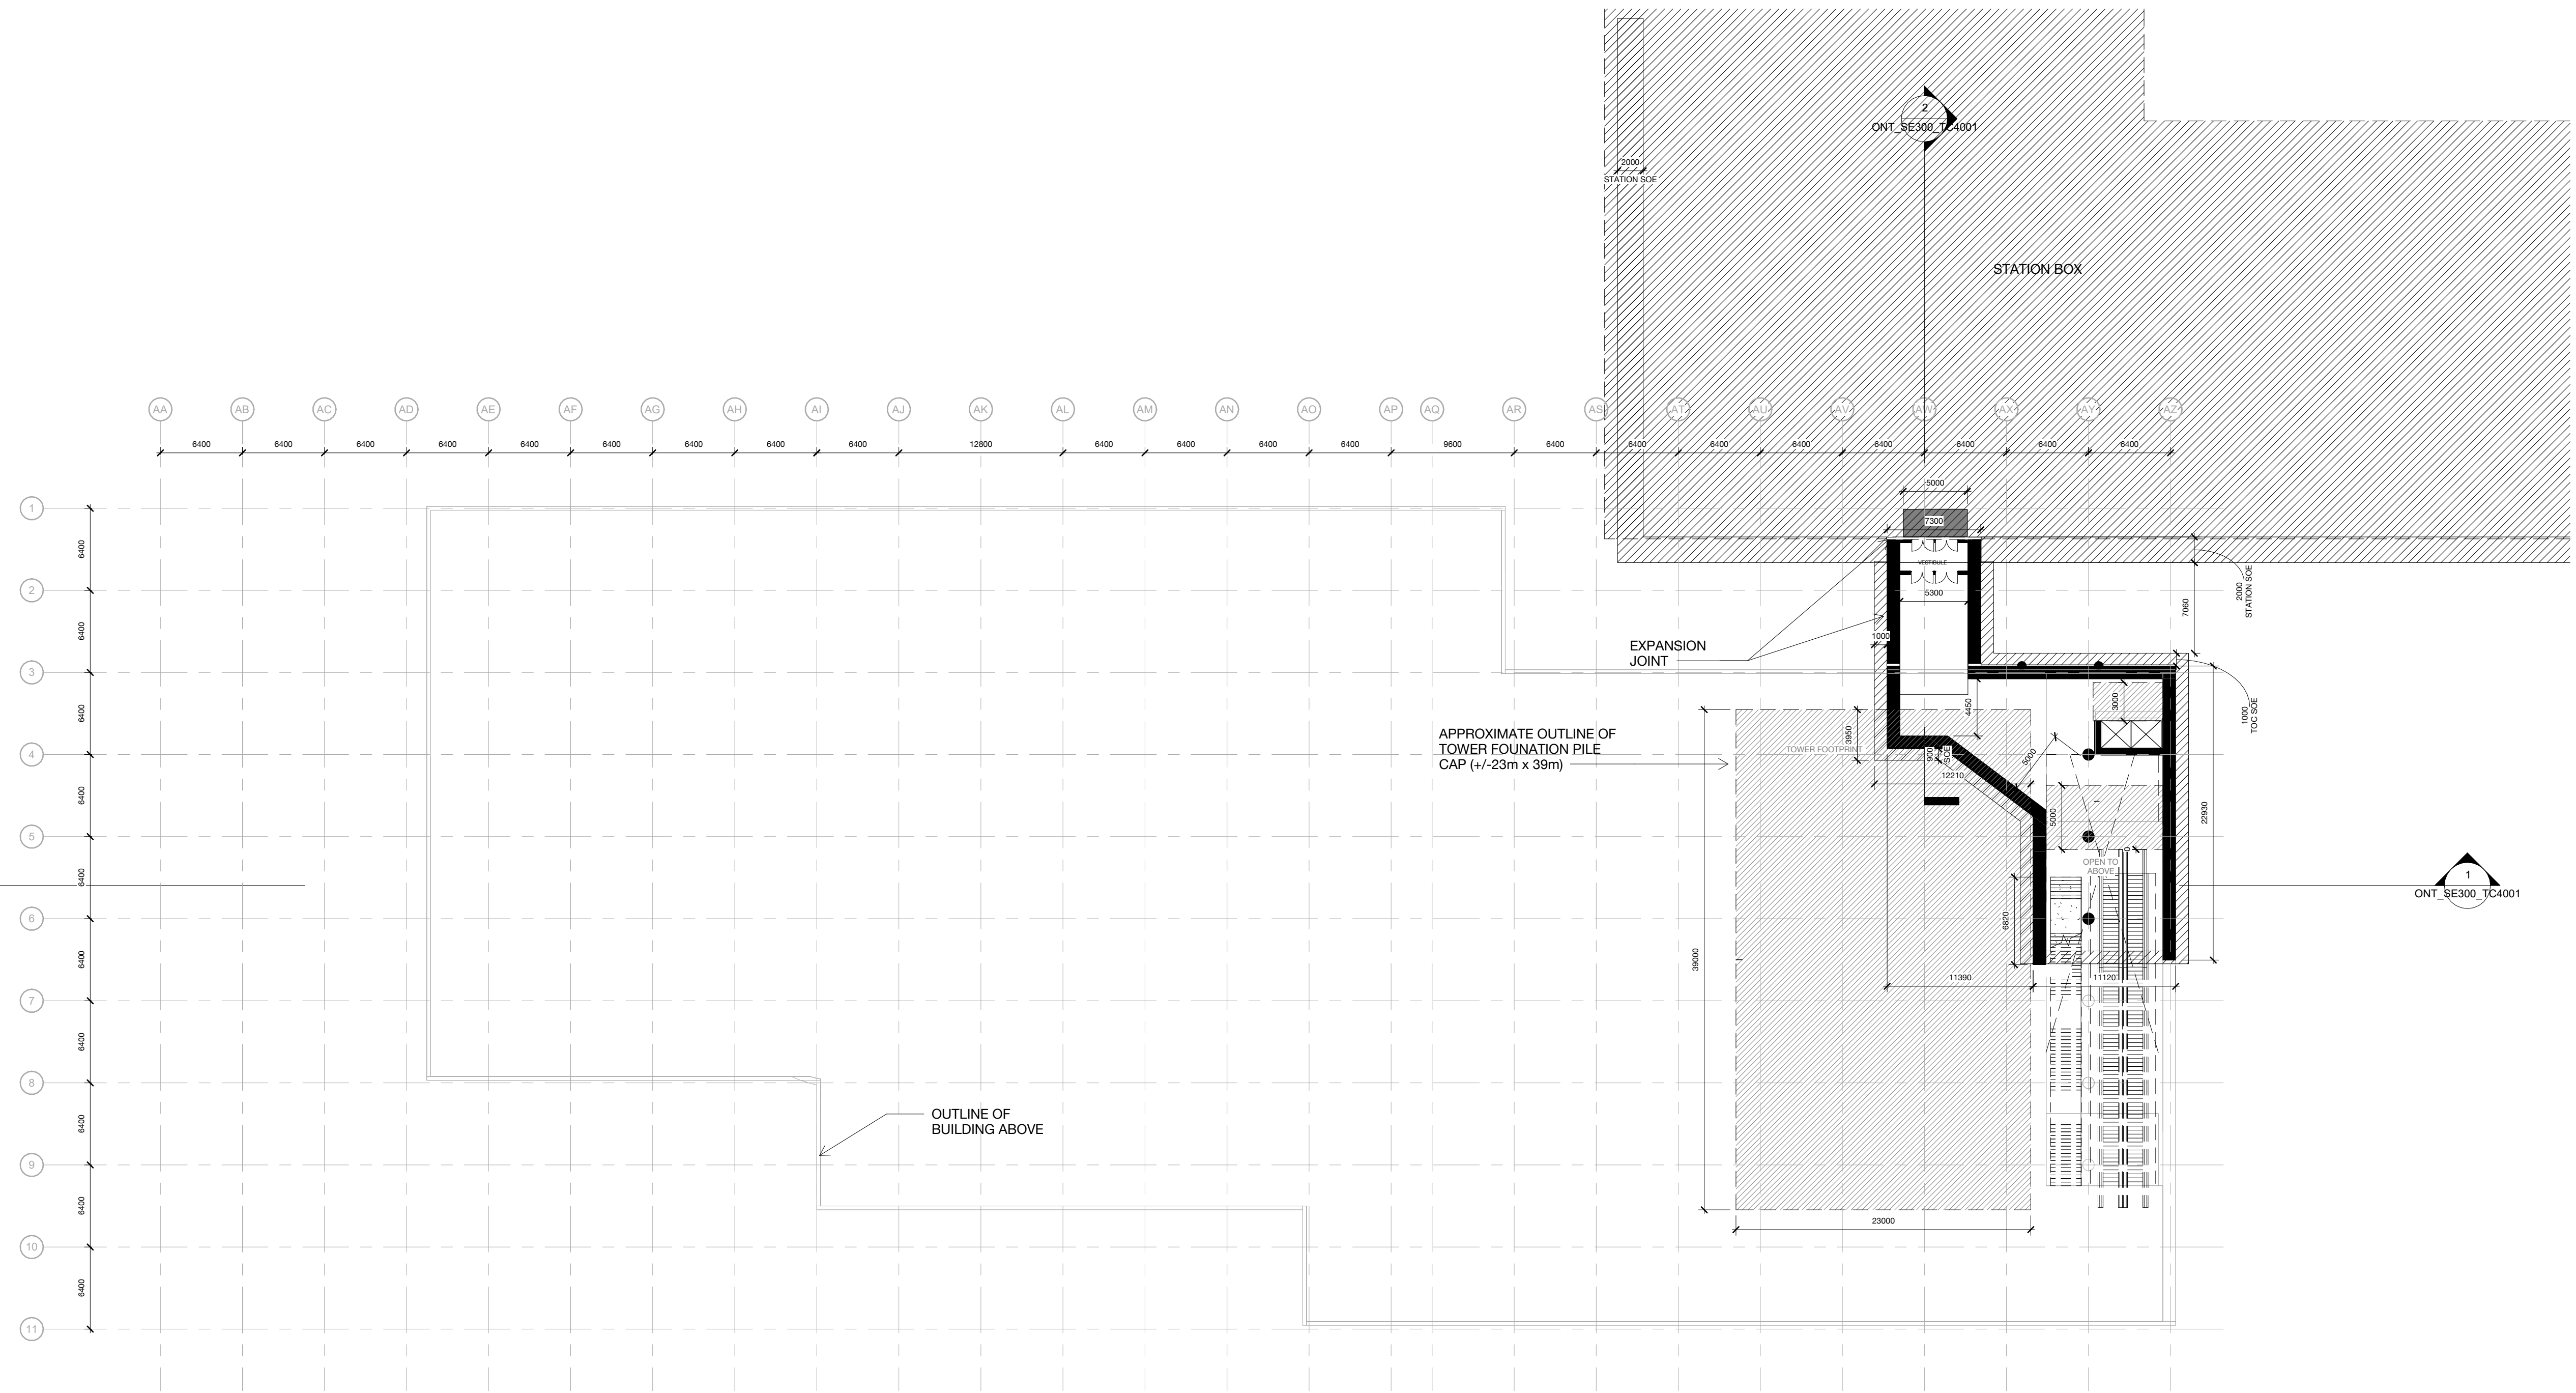 2
ONT_SE300_TC4001
2000
STATION SOE
STATION BOX
AA
AB
AC
AD
AE
AF
AG
AH
AI
AJ
AK
AL
AM
AN
AO
AP
AQ
AR
AS
AT
AU
AV
AW
AX
AY
AZ
6400
6400
6400
6400
6400
6400
6400
6400
6400
12800
6400
6400
6400
6400
9600
6400
6400
6400
6400
6400
6400
6400
6400
1
2
3
4
5
6
7
8
9
10
11
6400
6400
6400
6400
6400
6400
6400
6400
6400
6400
5000
7300
VESTIBULE
5300
2000
STATION SOE
7060
EXPANSION
JOINT
1000
4450
3000
1000
TOC SOE
APPROXIMATE OUTLINE OF
TOWER FOUNATION PILE
CAP (+/-23m x 39m)
TOWER FOOTPRINT
3950
900
SOE
5000
12210
5000
22930
OPEN TO
ABOVE
1
ONT_SE300_TC4001
6820
39000
11390
11120
OUTLINE OF
BUILDING ABOVE
23000